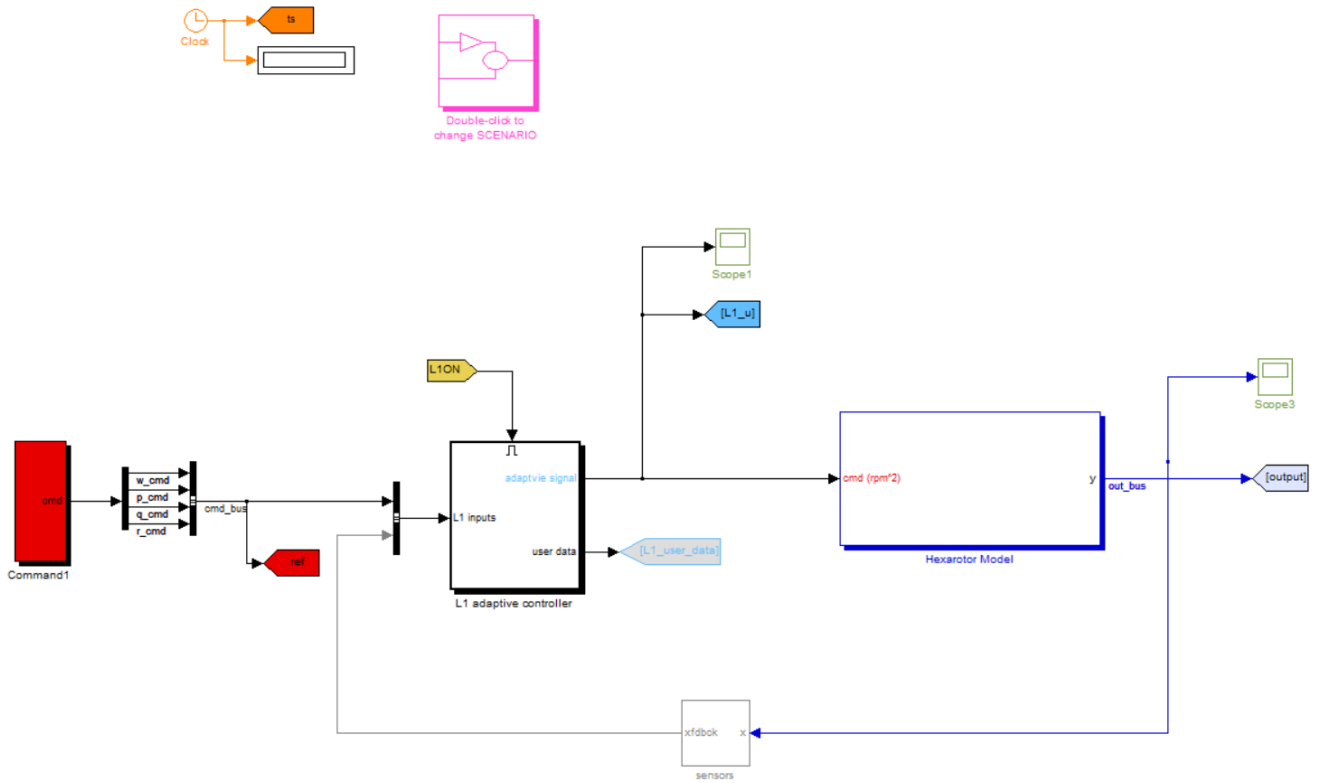 ts
Clock
Double-click to
change SCENARIO
Scope1
[L1_u]
L1ON
Scope3
adaptvie signal
cmd (rpm^2)
y
out_bus
[output]
cmd
w_cmd
p_cmd
q_cmd
r_cmd
cmd_bus
L1 inputs
user data
[L1_user_data]
ref
Command1
Hexarotor Model
L1 adaptive controller
xfdbck
x
sensors